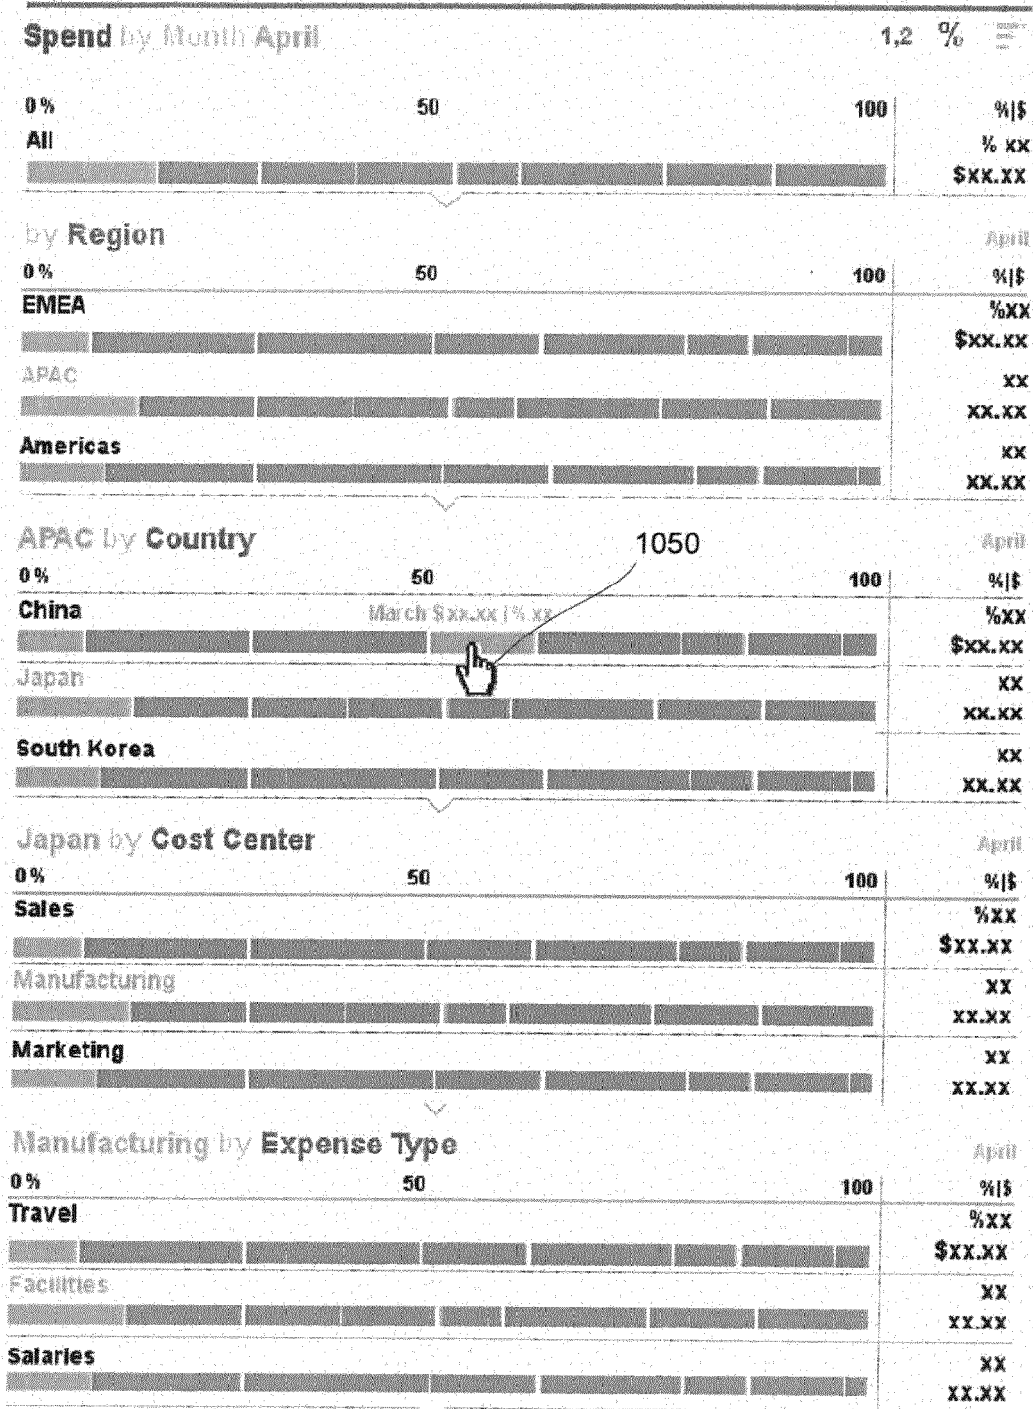 Spend by Month April 1,2 %
0% 50 100 %|$
All % xx
$xx.xx
by Region April
0% 50 100 %|$
EMEA %xx
$xx.xx
APAC xx
xx.xx
Americas xx
xx.xx
APAC by Country April
1050
0% 50 100 %|$
China March $xx.xx | %.xx %xx
$xx.xx
Japan xx
xx.xx
South Korea xx
xx.xx
Japan by Cost Center April
0% 50 100 %|$
Sales %xx
$xx.xx
Manufacturing xx
xx.xx
Marketing xx
xx.xx
Manufacturing by Expense Type April
0% 50 100 %|$
Travel %xx
$xx.xx
Facilities xx
xx.xx
Salaries xx
xx.xx